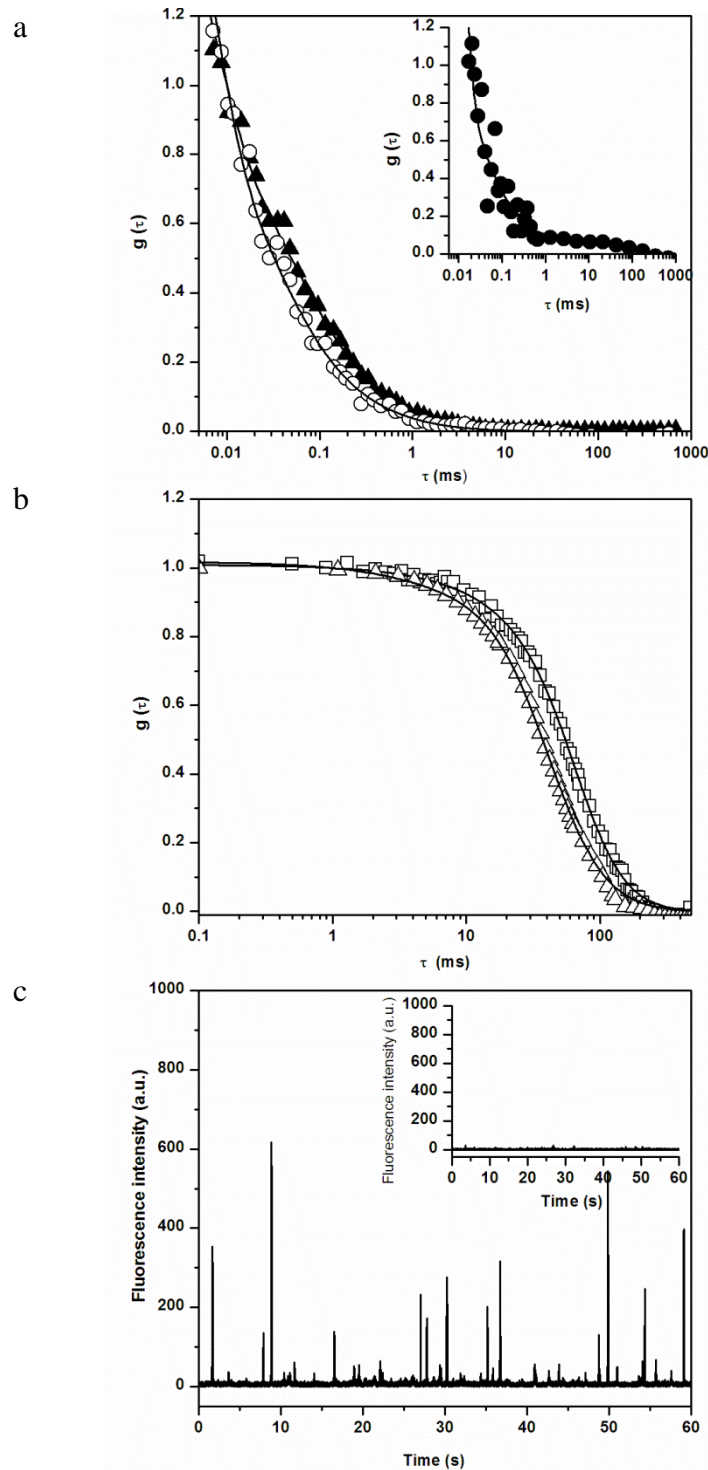 a
1.2
1.0
0.8
0.6
0.4
0.2
0.0
g (τ)
0.01 0.1 1 10 100 1000
τ (ms)
1.2
1.0
0.8
0.6
0.4
0.2
0.0
g (τ)
0.01 0.1 1 10 100 1000
τ (ms)
b
1.2
1.0
0.8
0.6
0.4
0.2
0.0
g (τ)
0.1 1 10 100
τ (ms)
c
1000
800
600
400
200
0
Fluorescence intensity (a.u.)
0 10 20 30 40 50 60
Time (s)
1000
800
600
400
200
0
Fluorescence intensity (a.u.)
0 10 20 30 40 50 60
Time (s)